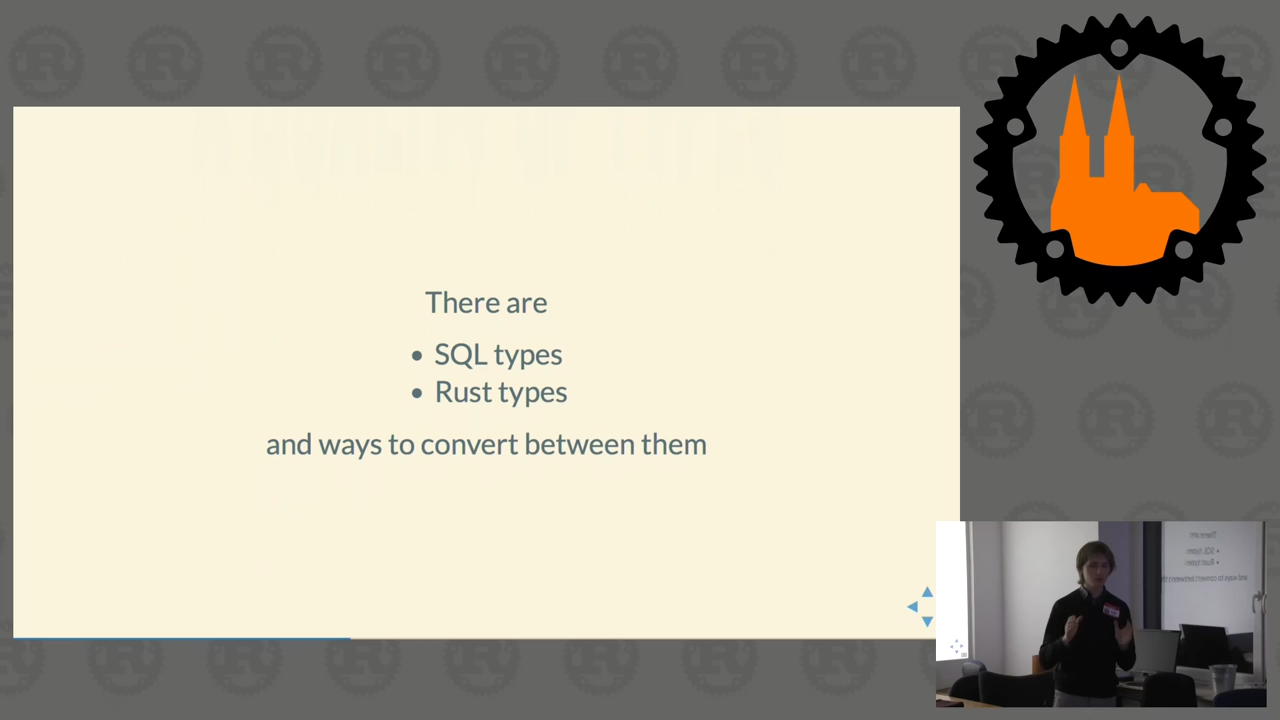 There are
• SQL types
• Rust types
and ways to convert between them